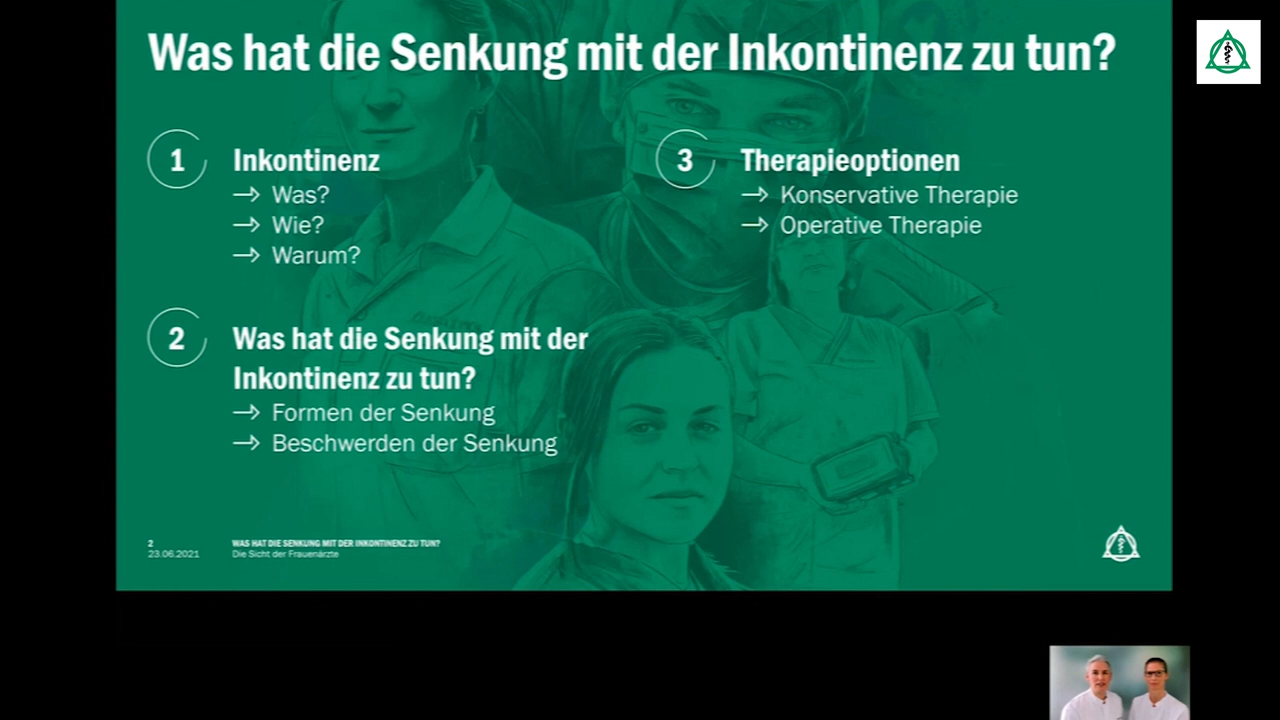 Was hat die Senkung mit der Inkontinenz zu tun?
1
Inkontinenz
→ Was?
→ Wie?
→ Warum?
2
Was hat die Senkung mit der
Inkontinenz zu tun?
→ Formen der Senkung
→ Beschwerden der Senkung
3
Therapieoptionen
→ Konservative Therapie
→ Operative Therapie
2
23.06.2021
WAS HAT DIE SENKUNG MIT DER INKONTINENZ ZU TUN?
Die Sicht der Frauenärzte